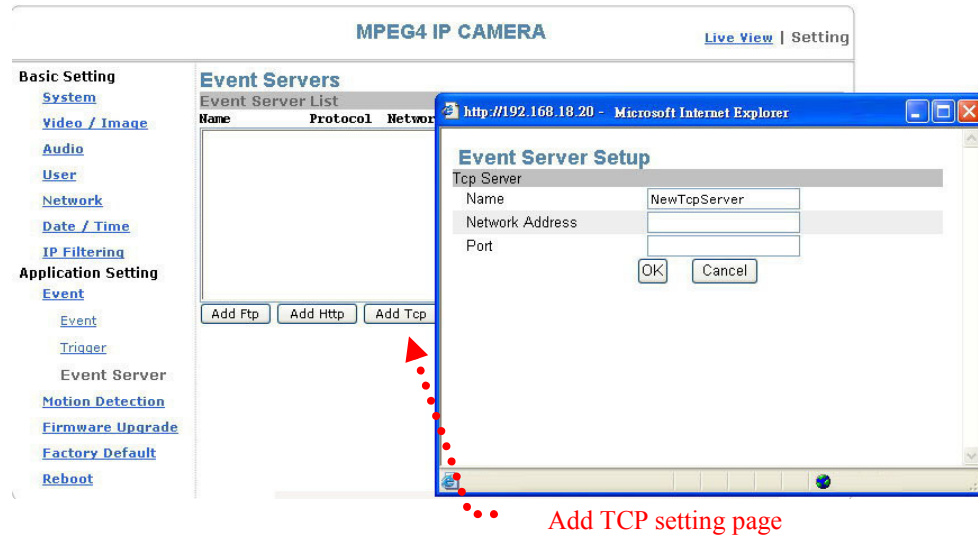 MPEG4 IP CAMERA
Live View | Setting
Basic Setting
System
Video / Image
Audio
User
Network
Date / Time
IP Filtering
Application Setting
Event
Event
Trigger
Event Server
Motion Detection
Firmware Upgrade
Factory Default
Reboot
Event Servers
Event Server List
Name Protocol Networ
Add Ftp Add Http Add Tcp
http://192.168.18.20 - Microsoft Internet Explorer
Event Server Setup
Tcp Server
Name NewTcpServer
Network Address
Port
OK Cancel
Add TCP setting page